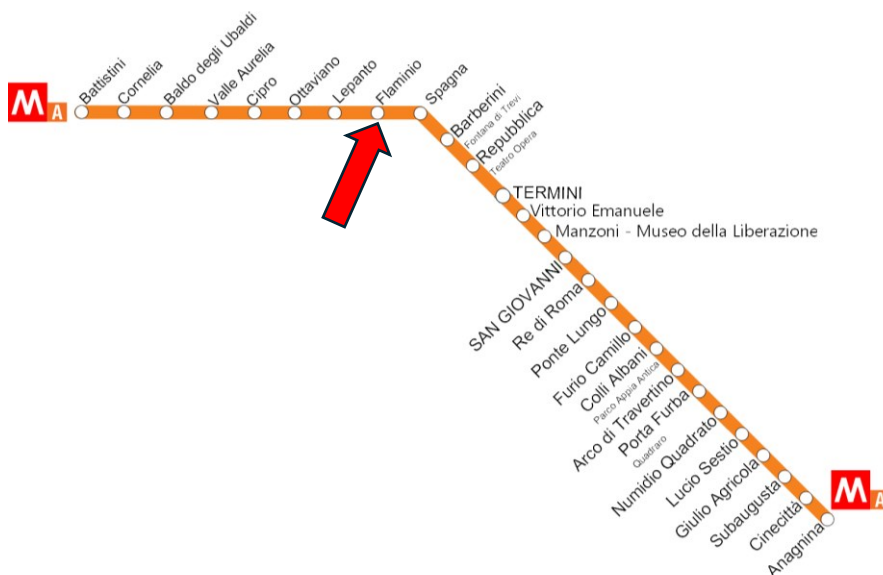 M A
Battistini
Cornelia
Baldo degli Ubaldi
Valle Aurelia
Cipro
Ottaviano
Lepanto
Flaminio
Spagna
Barberini
Fontana di Trevi
Repubblica
Teatro Opera
TERMINI
Vittorio Emanuele
Manzoni - Museo della Liberazione
SAN GIOVANNI
Re di Roma
Ponte Lungo
Furio Camillo
Colli Albani
Parco Appia Antica
Arco di Travertino
Porta Furba
Quadraro
Numidio Quadrato
Lucio Sestio
Giulio Agricola
Subaugusta
Cinecittà
Anagnina
M A